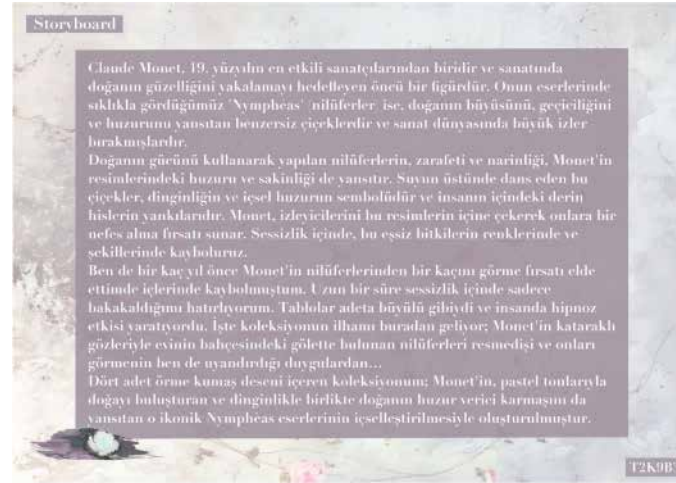 Storyboard
Claude Monet, 19. yüzyılın en etkili sanatçılarından biridir ve sanatında
doğanın güzelliğini yakalamayı hedefleyen öncü bir figürdür. Onun eserlerinde
sıklıkla gördüğümüz 'Nymphéas' nilüferler ise, doğanın büyüsünü, geçiciliğini
ve huzurunu yansıtan benzersiz çiçeklerdir ve sanat dünyasında büyük izler
bırakmışlardır.
Doğanın gücünü kullanarak yapılan nilüferlerin, zarafeti ve narinliği, Monet'in
resimlerindeki huzuru ve sakinliği de yansıtır. Suyun üstünde dans eden bu
çiçekler, dinginliğin ve içsel huzurun sembolüdür ve insanın içindeki derin
hislerin yankılarıdır. Monet, izleyicilerini bu resimlerin içine çekerek onlara bir
nefes alma fırsatı sunar. Sessizlik içinde, bu eşsiz bitkilerin renklerinde ve
şekillerinde kayboluruz.
Ben de bir kaç yıl önce Monet'in nilüferlerinden bir kaçını görme fırsatı elde
ettimde içlerinde kaybolmuştum. Uzun bir süre sessizlik içinde sadece
bakakaldığımı hatırlıyorum. Tablolar adeta büyülü gibiydi ve insanda hipnoz
etkisi yaratıyordu. İşte koleksiyonun ilhamı buradan geliyor; Monet'in kataraklı
gözleriyle evinin bahçesindeki gölette bulunan nilüferleri resmedişi ve onları
görmenin ben de uyandırdığı duygulardan...
Dört adet örme kumaş deseni içeren koleksiyonum; Monet'in, pastel tonlarıyla
doğayı buluşturan ve dinginlikle birlikte doğanın huzur verici karmaşını da
yansıtan o ikonik Nymphéas eserlerinin içselleştirilmesiyle oluşturulmuştur.